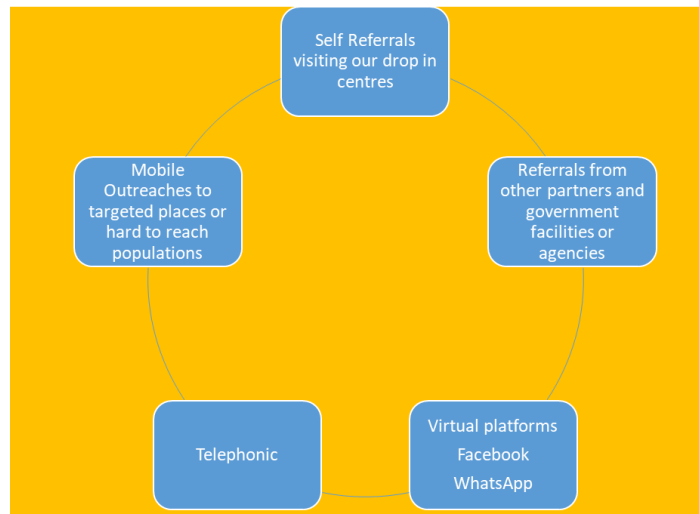 Self Referrals
visiting our drop in
centres
Referrals from
other partners and
government
facilities or
agencies
Virtual platforms
Facebook
WhatsApp
Telephonic
Mobile
Outreaches to
targeted places or
hard to reach
populations